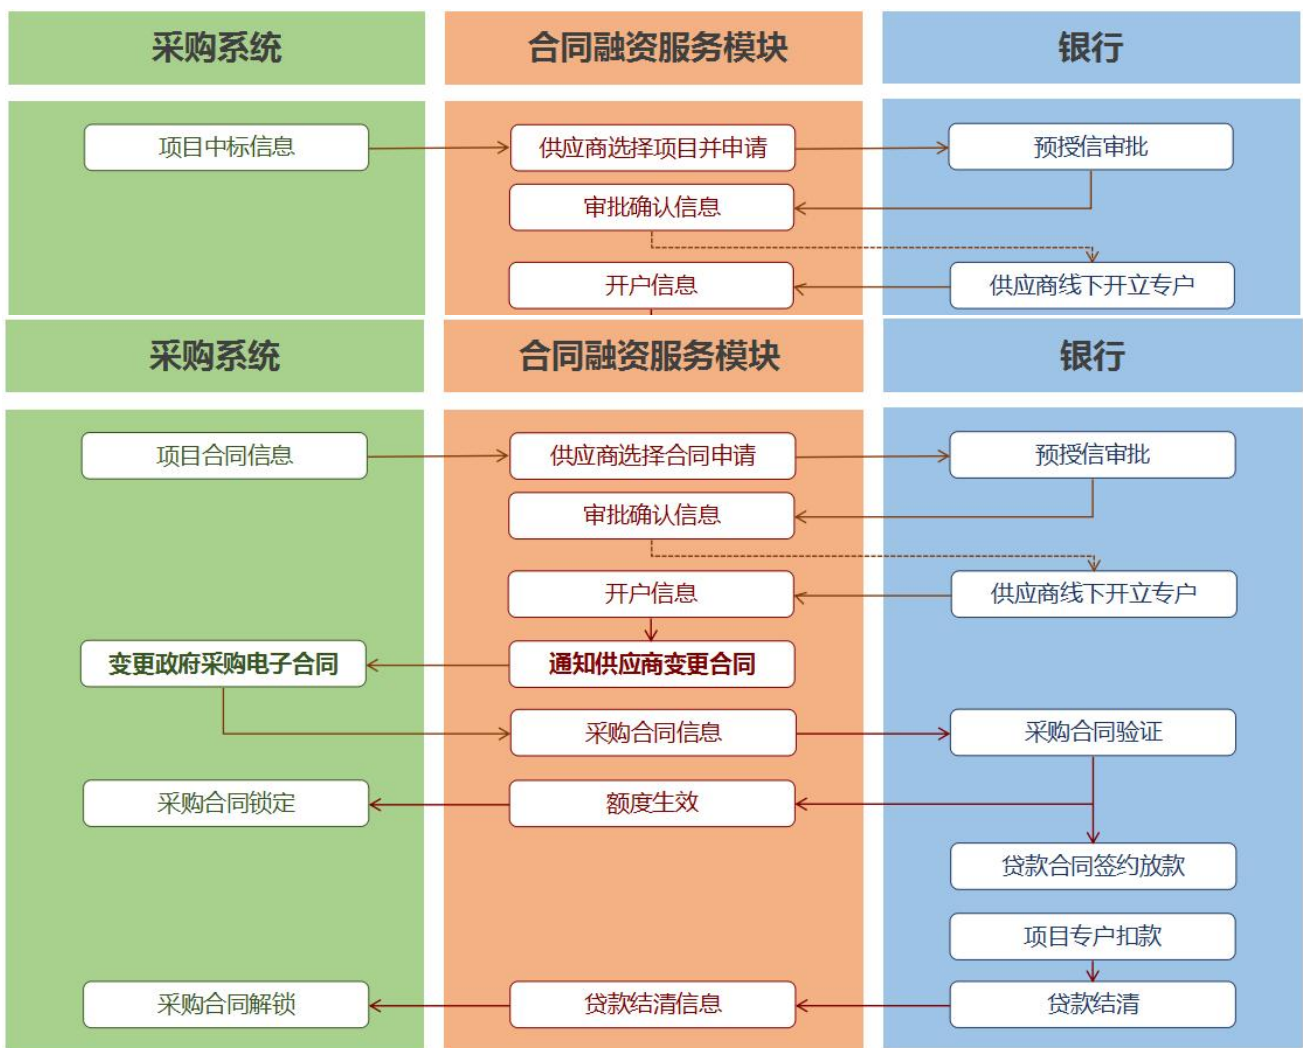 采购系统
合同融资服务模块
银行
项目中标信息
供应商选择项目并申请
预授信审批
审批确认信息
开户信息
供应商线下开立专户
采购系统
合同融资服务模块
银行
项目合同信息
供应商选择合同申请
预授信审批
审批确认信息
开户信息
供应商线下开立专户
变更政府采购电子合同
通知供应商变更合同
采购合同信息
采购合同验证
采购合同锁定
额度生效
贷款合同签约放款
项目专户扣款
采购合同解锁
贷款结清信息
贷款结清